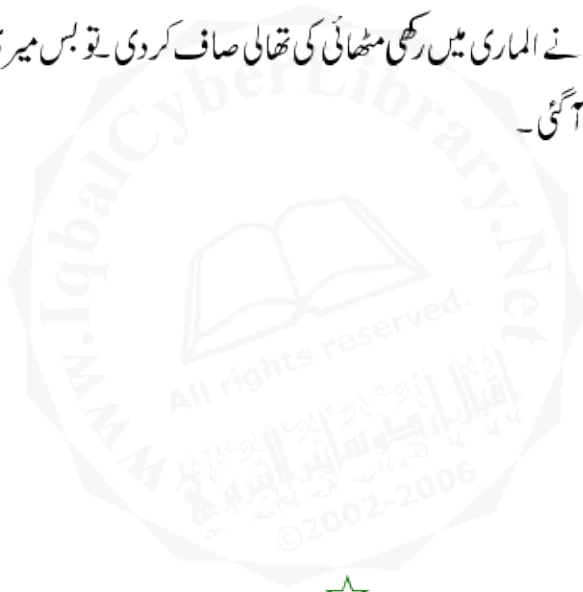 نے الماری میں رکھی مٹھائی کی تھالی صاف کر دی۔ تو بس میر
آ گئی۔
www.IqbalCyberLibrary.Net
All rights reserved.
©2002-2006